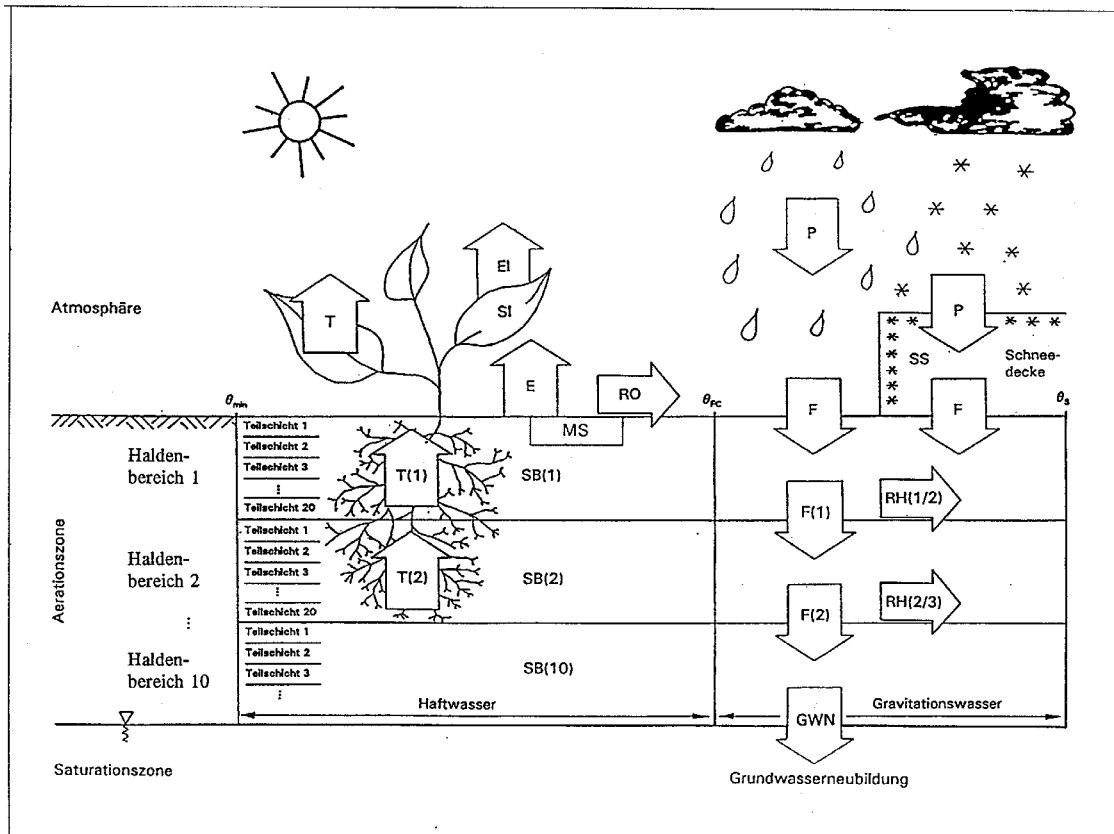 P
EI
SI
T
Atmosphäre
P
SS
Schnee-
decke
E
RO
F
F
θmin
θFC
θs
MS
Aerationszone
Halden-
bereich 1
Teilschicht 1
Teilschicht 2
Teilschicht 3
⋮
Teilschicht 20
T(1)
SB(1)
F(1)
RH(1/2)
Halden-
bereich 2
⋮
Teilschicht 1
Teilschicht 2
Teilschicht 3
⋮
Teilschicht 20
T(2)
SB(2)
F(2)
RH(2/3)
Halden-
bereich 10
Teilschicht 1
Teilschicht 2
Teilschicht 3
⋮
SB(10)
Haftwasser
GWN
Gravitationswasser
Saturationszone
Grundwasserneubildung